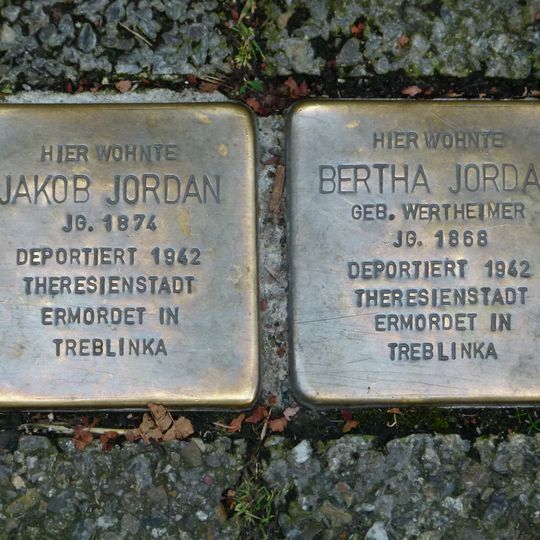 HIER WOHNTE
JAKOB JORDAN
JG. 1874
DEPORTIERT 1942
THERESIENSTADT
ERMORDET IN
TREBLINKA
HIER WOHNTE
BERTHA JORDA
GEB. WERTHEIMER
JG. 1868
DEPORTIERT 1942
THERESIENSTADT
ERMORDET IN
TREBLINKA